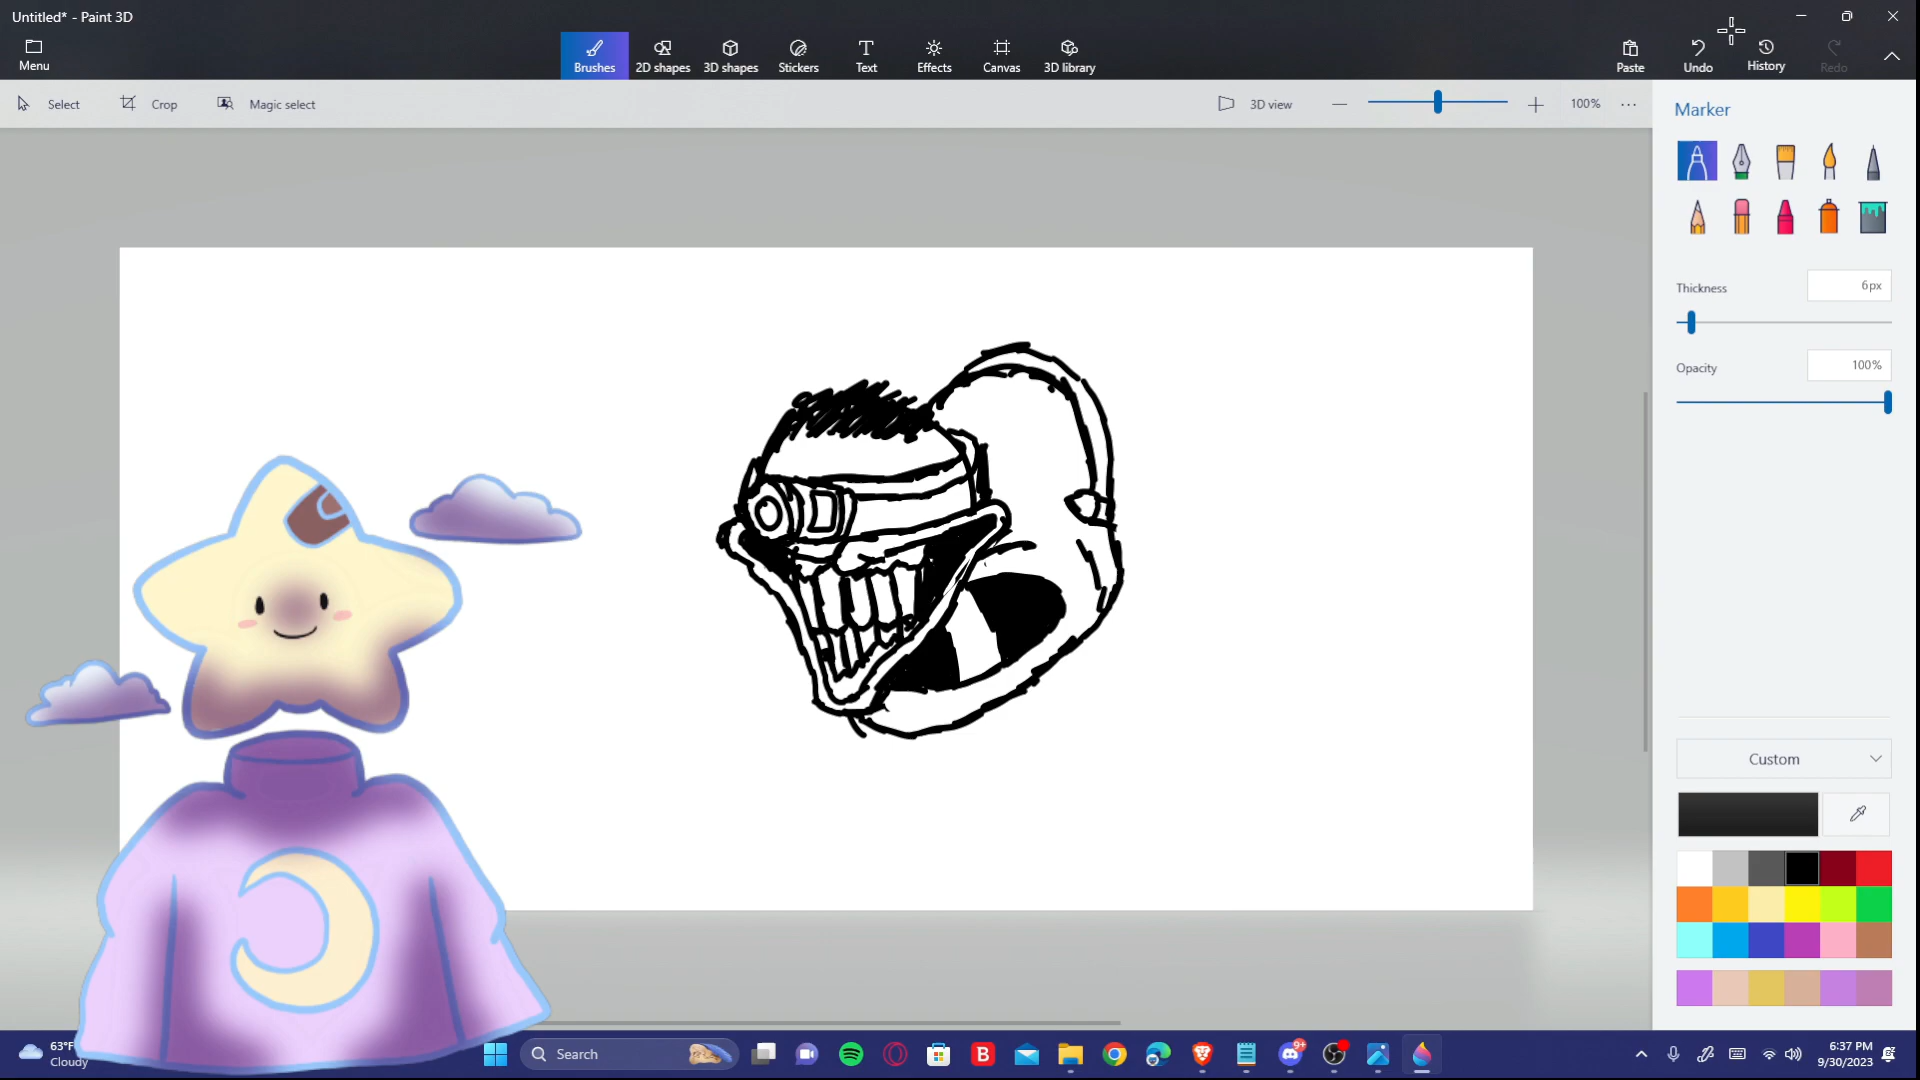 Untitled* - Paint 3D
Menu
Brushes
2D shapes
3D shapes
Stickers
Text
Effects
Canvas
3D library
Paste
Undo
History
Redo
Select
Crop
Magic select
3D view
100%
Marker
Thickness
6px
Opacity
100%
Custom
63°F
Cloudy
Search
B
9+
6:37 PM
9/30/2023